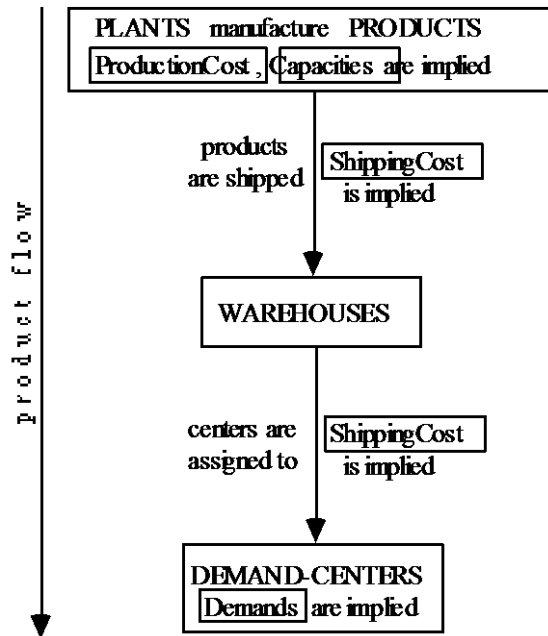 PLANTS manufacture PRODUCTS
ProductionCost, Capacities are implied
products
are shipped
ShippingCost
is implied
WAREHOUSES
centers are
assigned to
ShippingCost
is implied
DEMAND-CENTERS
Demands are implied
product flow